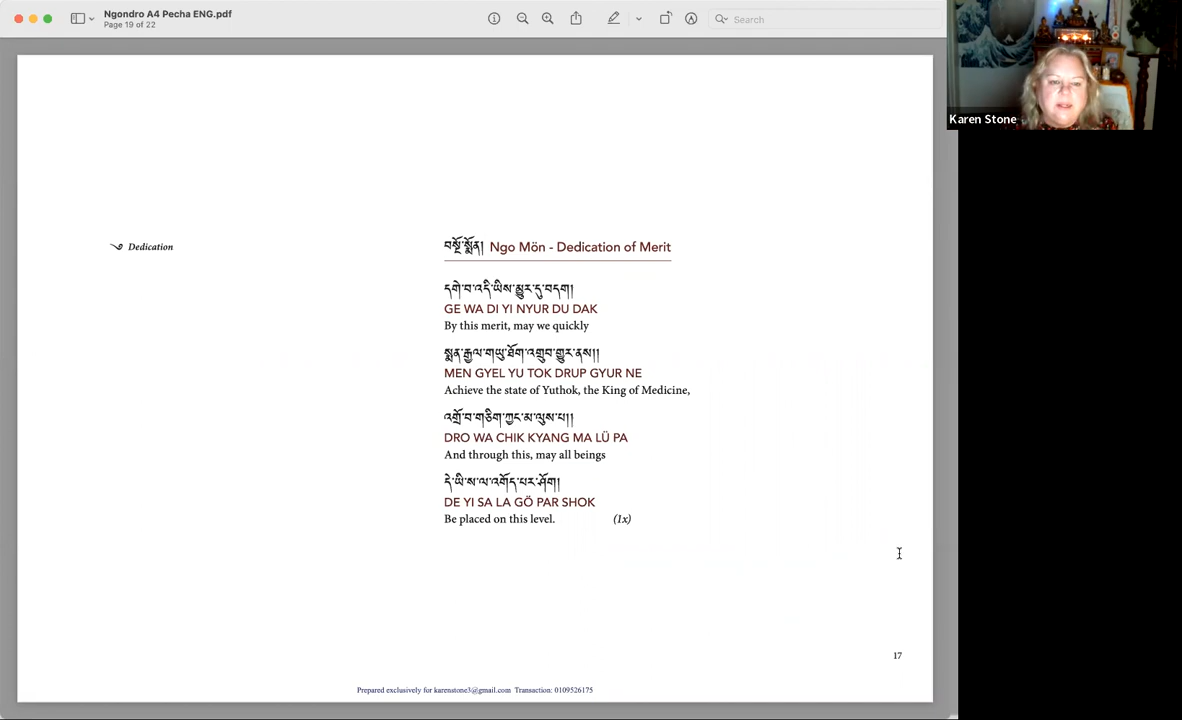 Ngondro A4 Pecha ENG.pdf
Page 19 of 22
Search
Karen Stone
Dedication
བསྔོ་སྨོན། Ngo Mön - Dedication of Merit
དགེ་བ་འདི་ཡིས་མྱུར་དུ་བདག།
GE WA DI YI NYUR DU DAK
By this merit, may we quickly
སྨན་རྒྱལ་གཡུ་ཐོག་འགྲུབ་གྱུར་ནས།།
MEN GYEL YU TOK DRUP GYUR NE
Achieve the state of Yuthok, the King of Medicine,
འགྲོ་བ་གཅིག་ཀྱང་མ་ལུས་པ།།
DRO WA CHIK KYANG MA LÜ PA
And through this, may all beings
དེ་ཡི་ས་ལ་འགོད་པར་ཤོག།
DE YI SA LA GÖ PAR SHOK
Be placed on this level. (1x)
17
Prepared exclusively for karenstone3@gmail.com Transaction: 0109526175